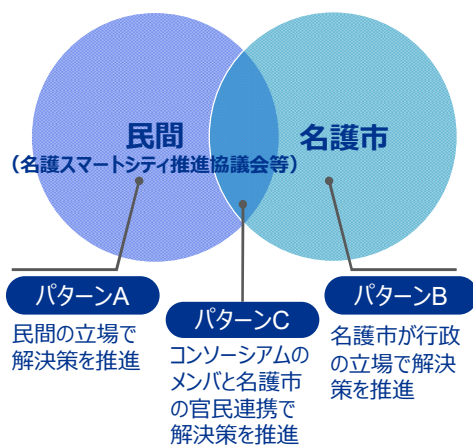 民間
(名護スマートシティ推進協議会等)
名護市
パターンA
民間の立場で
解決策を推進
パターンC
コンソーシアムの
メンバと名護市
の官民連携で
解決策を推進
パターンB
名護市が行政
の立場で解決
策を推進